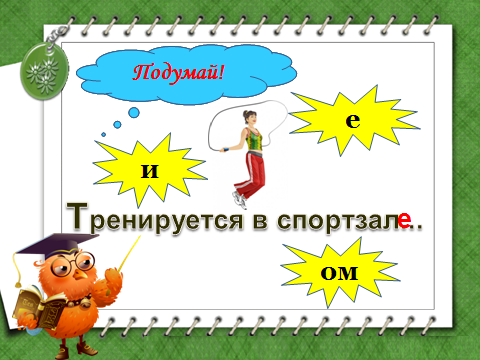 Подумай!
е
и
Тренируется в спортзале..
ом